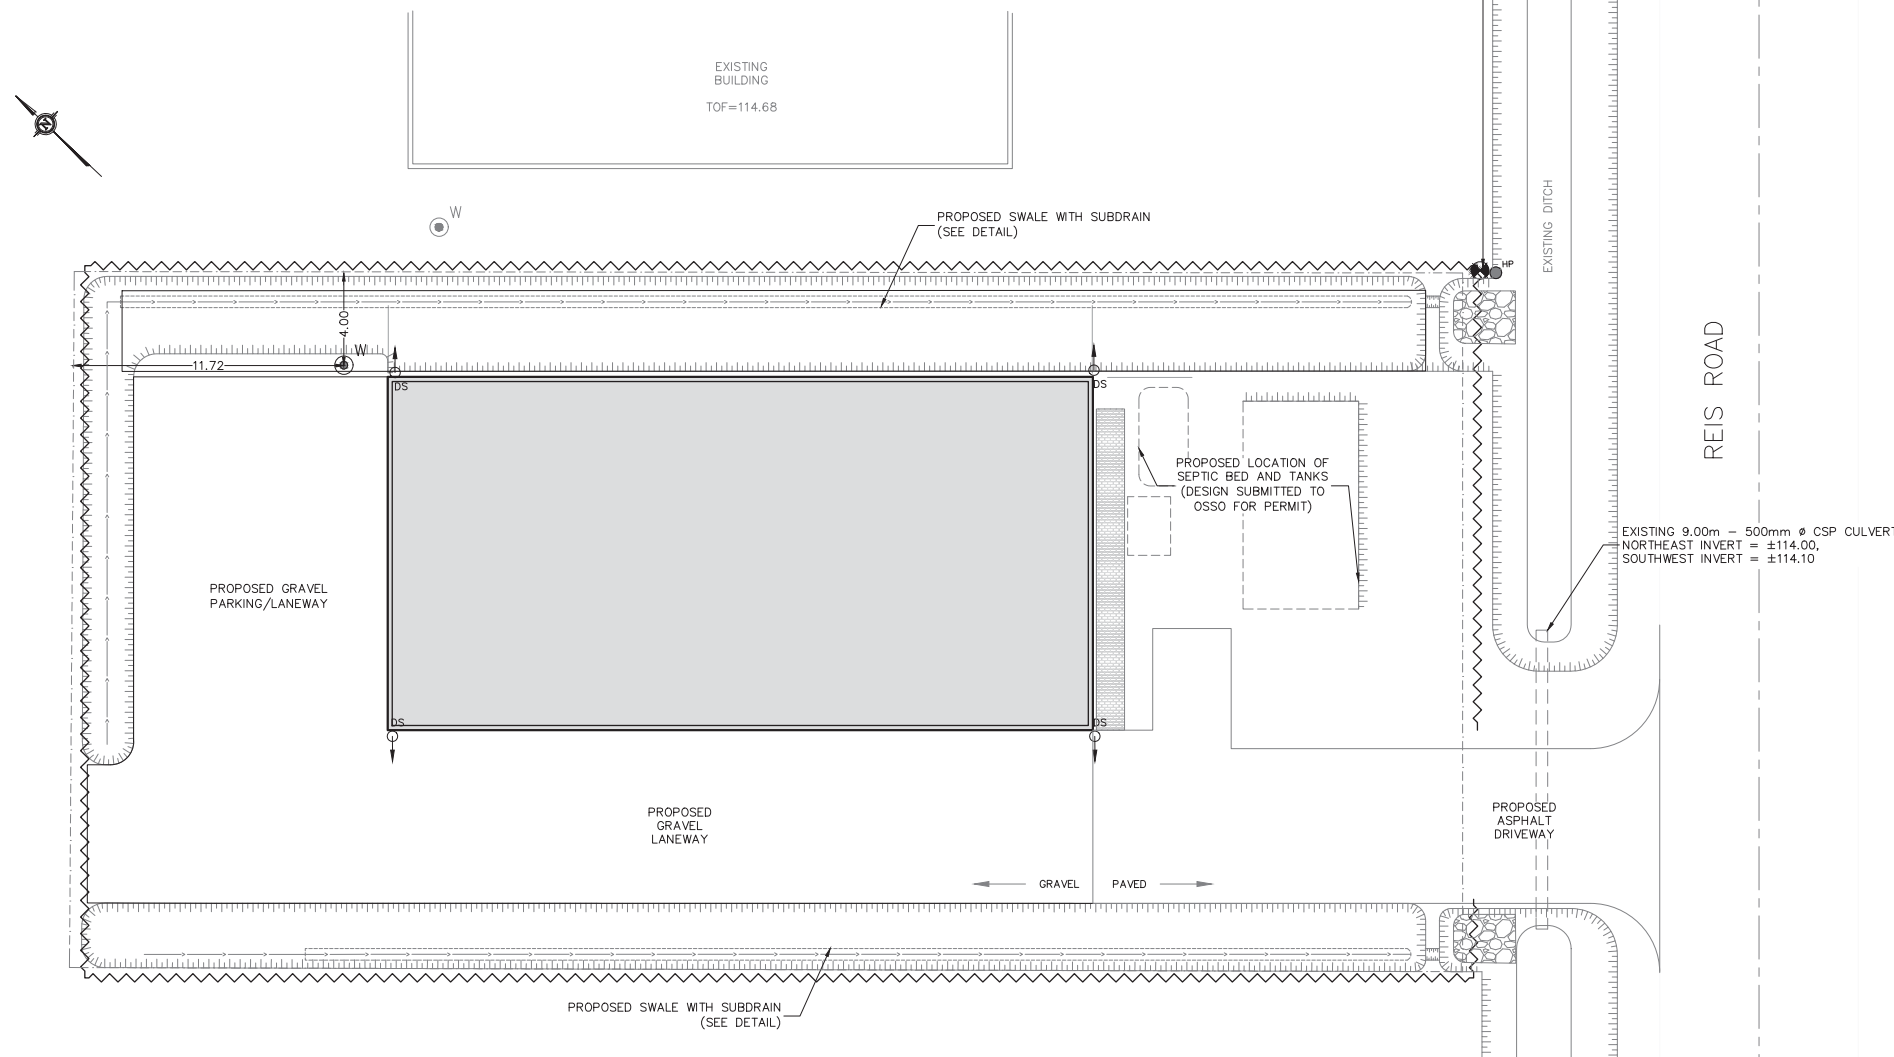 EXISTING
BUILDING
TOF=114.68
N
W
PROPOSED SWALE WITH SUBDRAIN
(SEE DETAIL)
EXISTING DITCH
HP
4.00
W
11.72
DS
DS
REIS ROAD
PROPOSED LOCATION OF
SEPTIC BED AND TANKS
(DESIGN SUBMITTED TO
OSSO FOR PERMIT)
EXISTING 9.00m - 500mm ø CSP CULVERT
NORTHEAST INVERT = ±114.00,
SOUTHWEST INVERT = ±114.10
PROPOSED GRAVEL
PARKING/LANEWAY
DS
DS
PROPOSED
GRAVEL
LANEWAY
PROPOSED
ASPHALT
DRIVEWAY
GRAVEL
PAVED
PROPOSED SWALE WITH SUBDRAIN
(SEE DETAIL)